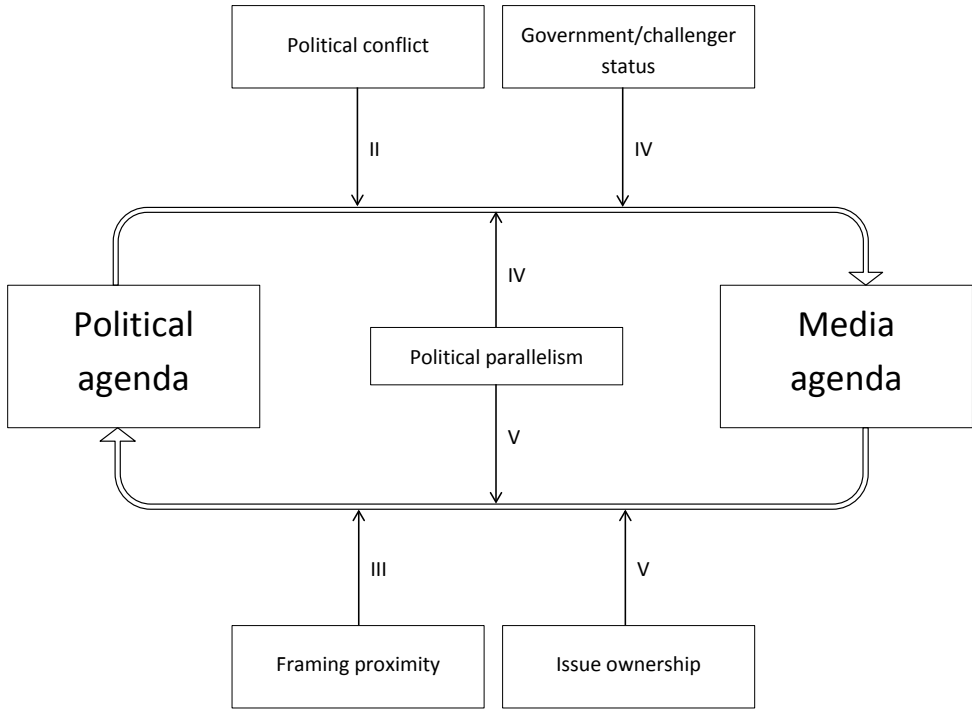 Political conflict
Government/challenger
status
II
IV
IV
Political
agenda
Political parallelism
Media
agenda
V
III
V
Framing proximity
Issue ownership